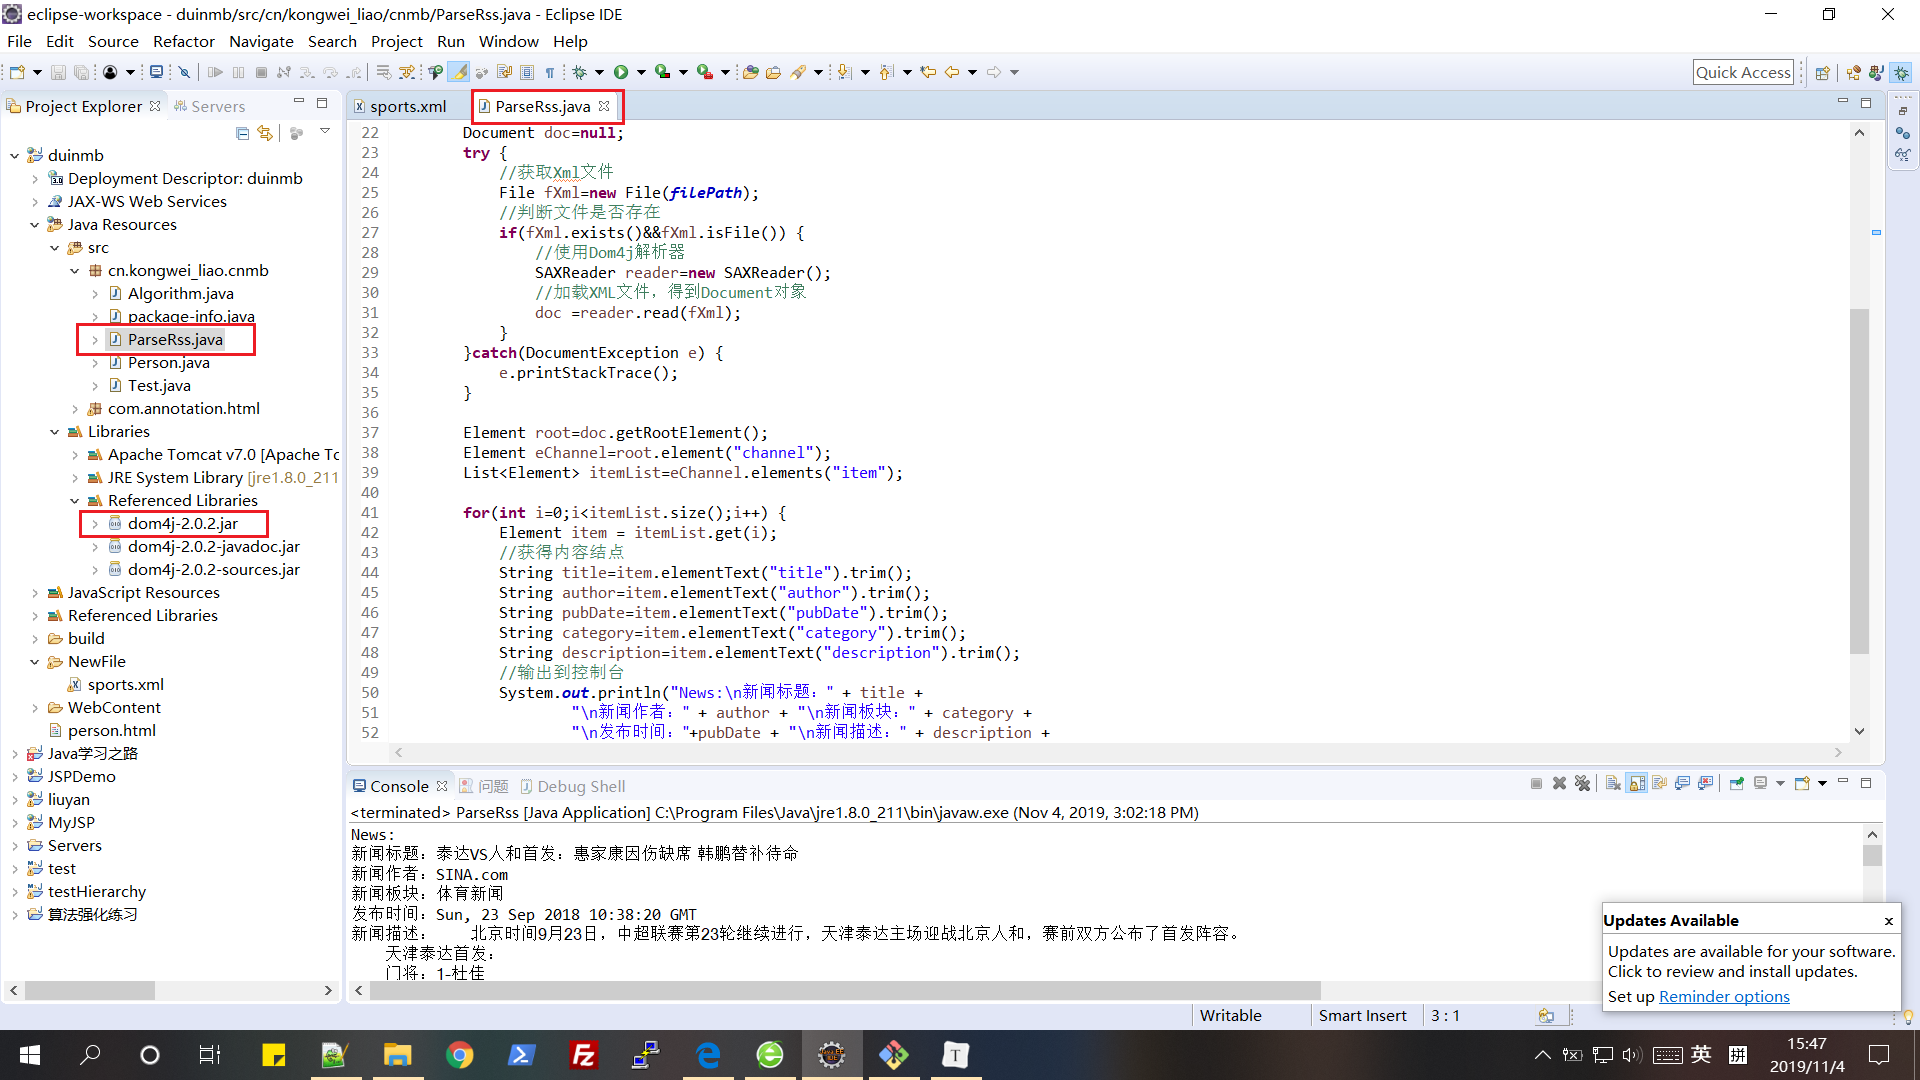 eclipse-workspace - duinmb/src/cn/kongwei_liao/cnmb/ParseRss.java - Eclipse IDE
File Edit Source Refactor Navigate Search Project Run Window Help
Quick Access
Project Explorer
Servers
duinmb
Deployment Descriptor: duinmb
JAX-WS Web Services
Java Resources
src
cn.kongwei_liao.cnmb
Algorithm.java
package-info.java
ParseRss.java
Person.java
Test.java
com.annotation.html
Libraries
Apache Tomcat v7.0 [Apache Tc
JRE System Library [jre1.8.0_211
Referenced Libraries
dom4j-2.0.2.jar
dom4j-2.0.2-javadoc.jar
dom4j-2.0.2-sources.jar
JavaScript Resources
Referenced Libraries
build
NewFile
sports.xml
WebContent
person.html
Java学习之路
JSPDemo
liuyan
MyJSP
Servers
test
testHierarchy
算法强化练习
sports.xml
ParseRss.java
22 Document doc=null;
23 try {
24 //获取Xml文件
25 File fXml=new File(filePath);
26 //判断文件是否存在
27 if(fXml.exists()&&fXml.isFile()) {
28 //使用Dom4j解析器
29 SAXReader reader=new SAXReader();
30 //加载XML文件，得到Document对象
31 doc =reader.read(fXml);
32 }
33 }catch(DocumentException e) {
34 e.printStackTrace();
35 }
36
37 Element root=doc.getRootElement();
38 Element eChannel=root.element("channel");
39 List<Element> itemList=eChannel.elements("item");
40
41 for(int i=0;i<itemList.size();i++) {
42 Element item = itemList.get(i);
43 //获得内容结点
44 String title=item.elementText("title").trim();
45 String author=item.elementText("author").trim();
46 String pubDate=item.elementText("pubDate").trim();
47 String category=item.elementText("category").trim();
48 String description=item.elementText("description").trim();
49 //输出到控制台
50 System.out.println("News:\n新闻标题：" + title +
51 "\n新闻作者：" + author + "\n新闻板块：" + category +
52 "\n发布时间："+pubDate + "\n新闻描述：" + description +
Console
问题
Debug Shell
<terminated> ParseRss [Java Application] C:\Program Files\Java\jre1.8.0_211\bin\javaw.exe (Nov 4, 2019, 3:02:18 PM)
News:
新闻标题：泰达VS人和首发：惠家康因伤缺席 韩鹏替补待命
新闻作者：SINA.com
新闻板块：体育新闻
发布时间：Sun, 23 Sep 2018 10:38:20 GMT
新闻描述： 北京时间9月23日，中超联赛第23轮继续进行，天津泰达主场迎战北京人和，赛前双方公布了首发阵容。
天津泰达首发：
门将：1-杜佳
Updates Available
x
Updates are available for your software.
Click to review and install updates.
Set up Reminder options
Writable
Smart Insert
3 : 1
英
拼
15:47
2019/11/4